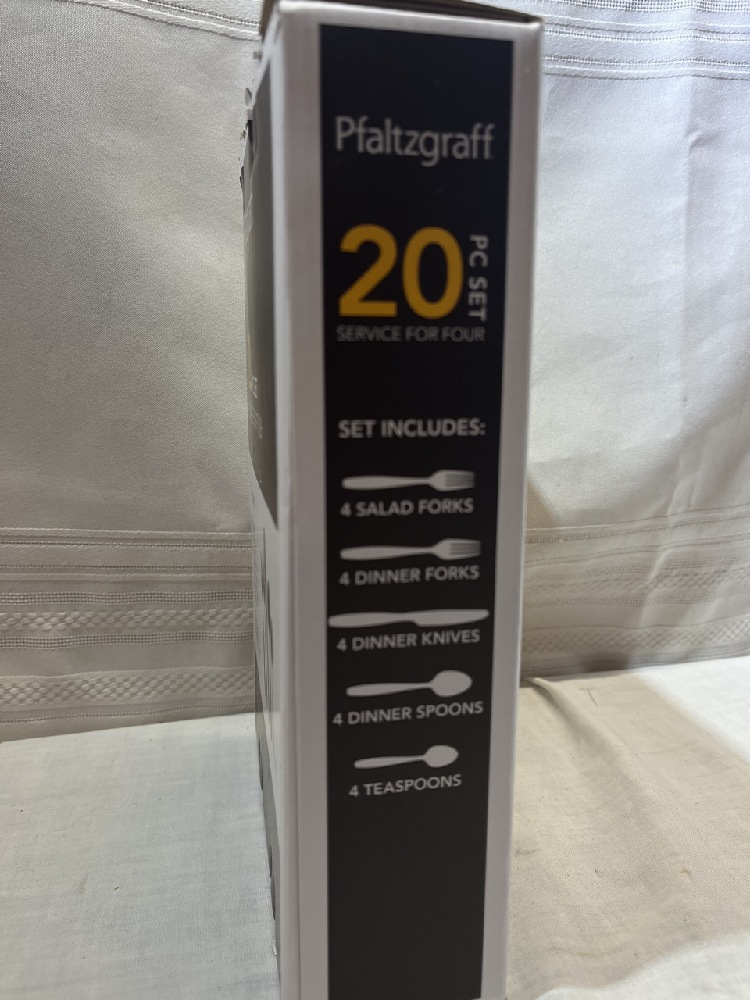 Pfaltzgraff
20 PC SET
SERVICE FOR FOUR
SET INCLUDES:
4 SALAD FORKS
4 DINNER FORKS
4 DINNER KNIVES
4 DINNER SPOONS
4 TEASPOONS